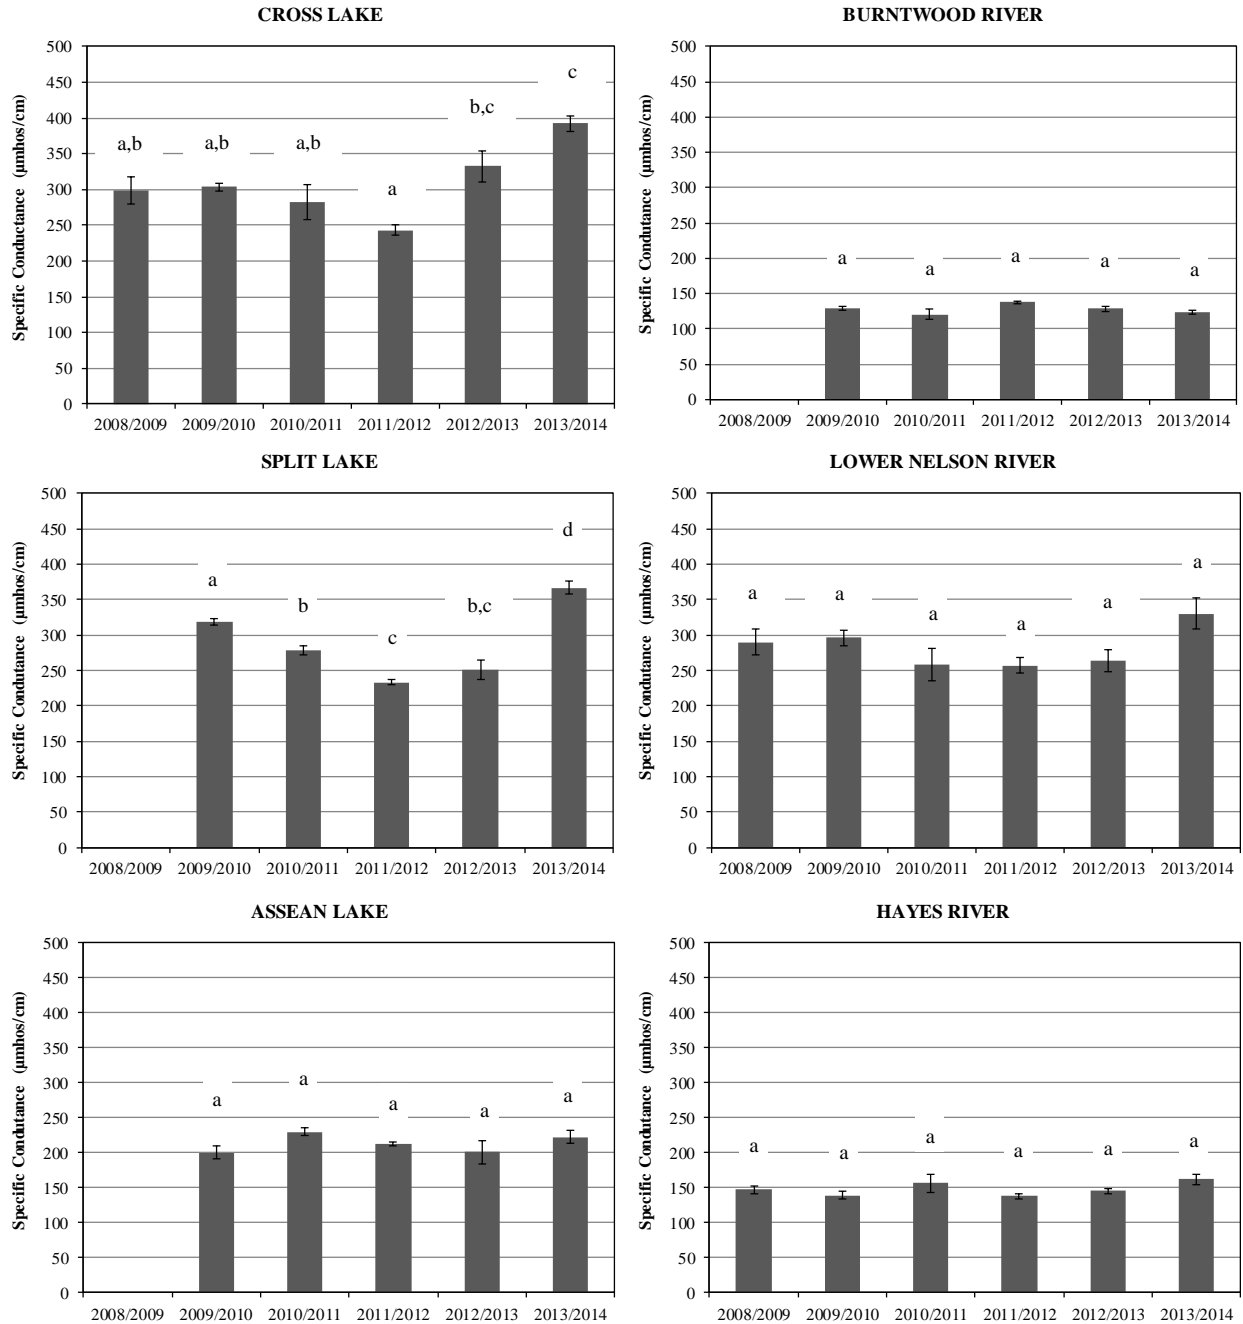 CROSS LAKE
Specific Conductance (µmhos/cm)
500
450
400
350
300
250
200
150
100
50
0
a,b
a,b
a,b
a
b,c
c
2008/2009 2009/2010 2010/2011 2011/2012 2012/2013 2013/2014
BURNTWOOD RIVER
Specific Condutance (µmhos/cm)
500
450
400
350
300
250
200
150
100
50
0
a
a
a
a
a
2008/2009 2009/2010 2010/2011 2011/2012 2012/2013 2013/2014
SPLIT LAKE
Specific Condutance (µmhos/cm)
500
450
400
350
300
250
200
150
100
50
0
a
b
c
b,c
d
2008/2009 2009/2010 2010/2011 2011/2012 2012/2013 2013/2014
LOWER NELSON RIVER
Specific Condutance (µmhos/cm)
500
450
400
350
300
250
200
150
100
50
0
a
a
a
a
a
a
2008/2009 2009/2010 2010/2011 2011/2012 2012/2013 2013/2014
ASSEAN LAKE
Specific Condutance (µmhos/cm)
500
450
400
350
300
250
200
150
100
50
0
a
a
a
a
a
2008/2009 2009/2010 2010/2011 2011/2012 2012/2013 2013/2014
HAYES RIVER
Specific Condutance (µmhos/cm)
500
450
400
350
300
250
200
150
100
50
0
a
a
a
a
a
a
2008/2009 2009/2010 2010/2011 2011/2012 2012/2013 2013/2014